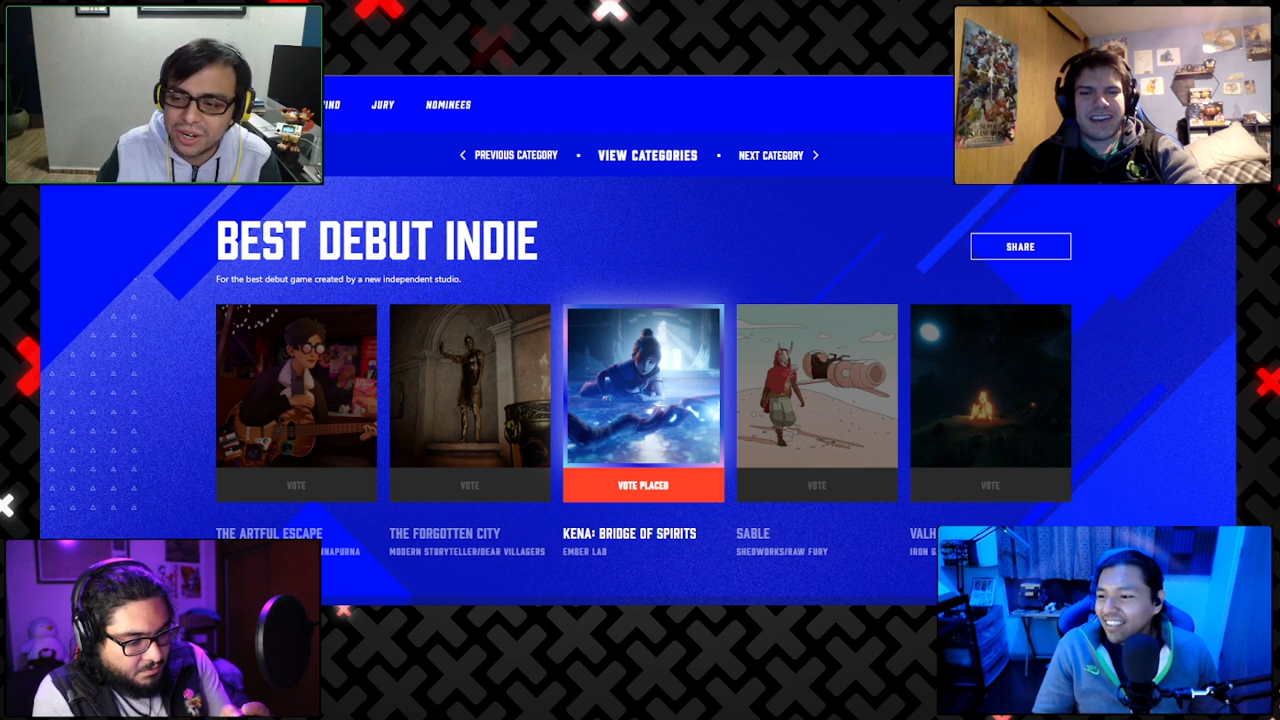 JURY
NOMINEES
PREVIOUS CATEGORY
VIEW CATEGORIES
NEXT CATEGORY
BEST DEBUT INDIE
SHARE
For the best debut game created by a new independent studio.
VOTE
VOTE
VOTE PLACED
VOTE
VOTE
THE ARTFUL ESCAPE
THE FORGOTTEN CITY
MODERN STORYTELLER/DEAR VILLAGERS
KENA: BRIDGE OF SPIRITS
EMBER LAB
SABLE
SHEDWORKS/RAW FURY